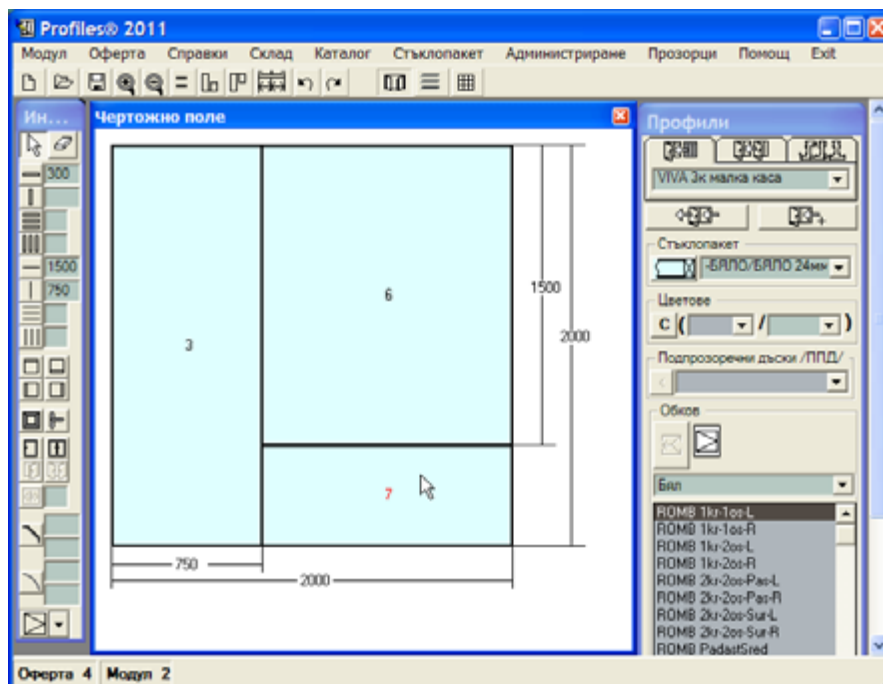 Profiles® 2011
Модул Оферта Справки Склад Каталог Стъклопакет Администриране Прозорци Помощ Exit
Ин...
Чертожно поле
Профили
300
1500
750
VIVA 3к малка каса
Стъклопакет
-БЯЛО/БЯЛО 24мм
Цветове
C ( / )
Подпрозоречни дъски /ППД/
Обков
Бял
ROMB 1kr-1os-L
ROMB 1kr-1os-R
ROMB 1kr-2os-L
ROMB 1kr-2os-R
ROMB 2kr-2os-Pas-L
ROMB 2kr-2os-Pas-R
ROMB 2kr-2os-Sur-L
ROMB 2kr-2os-Sur-R
ROMB PadastSred
3
6
7
1500
2000
750
2000
Оферта 4 Модул 2